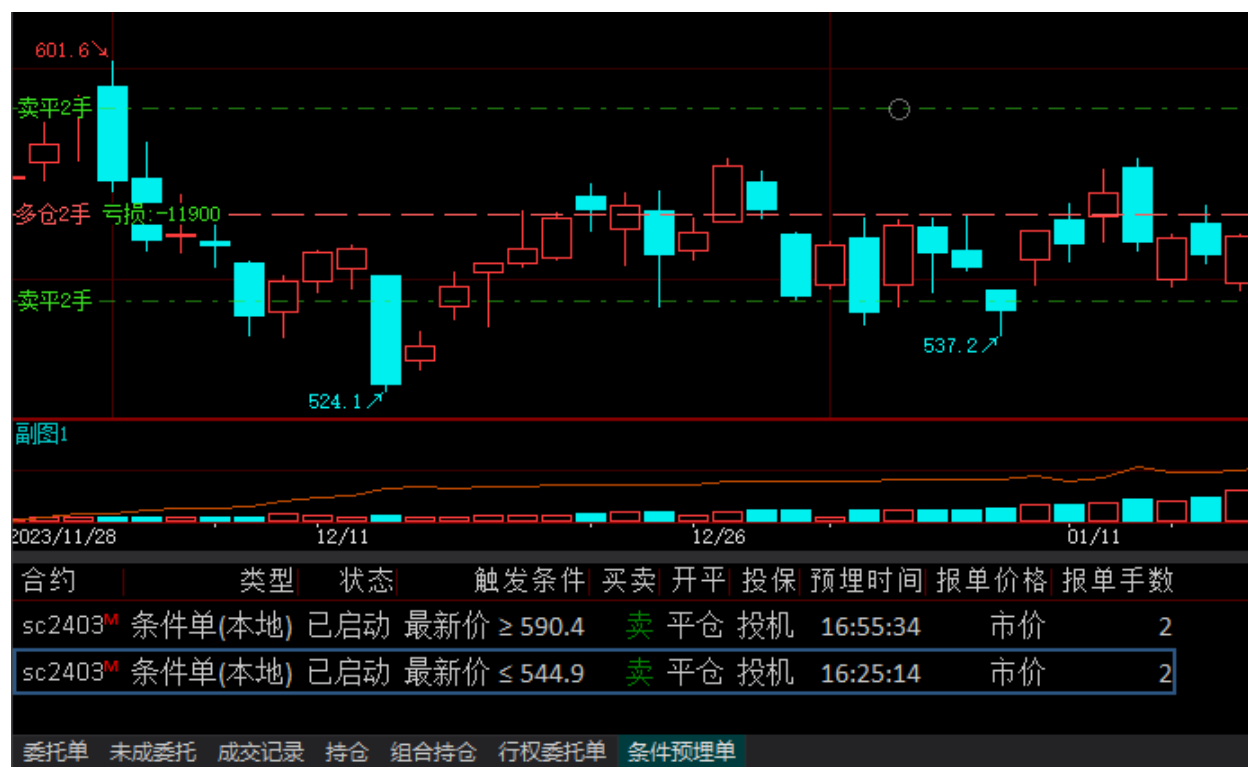 601.6
卖平2手
多仓2手 亏损:-11900
卖平2手
537.2
524.1
副图1
2023/11/28 12/11 12/26 01/11
合约 类型 状态 触发条件 买卖 开平 投保 预埋时间 报单价格 报单手数
sc2403M 条件单(本地) 已启动 最新价 ≥ 590.4 卖 平仓 投机 16:55:34 市价 2
sc2403M 条件单(本地) 已启动 最新价 ≤ 544.9 卖 平仓 投机 16:25:14 市价 2
委托单 未成委托 成交记录 持仓 组合持仓 行权委托单 条件预埋单